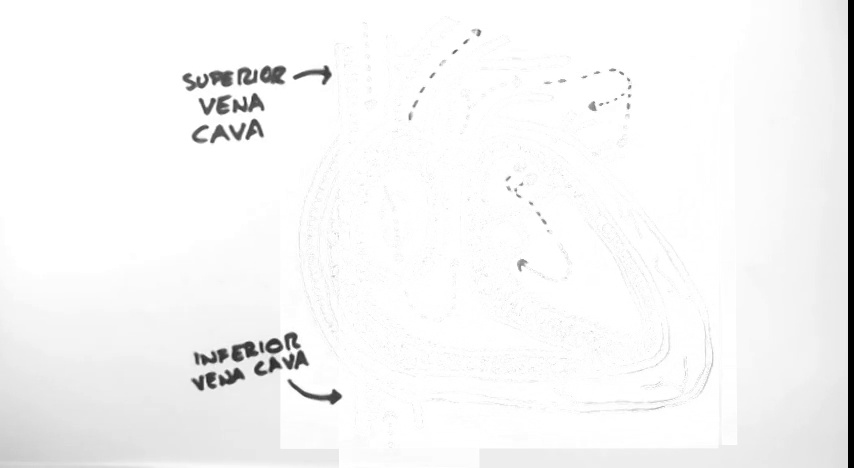 SUPERIOR
VENA
CAVA
INFERIOR
VENA CAVA